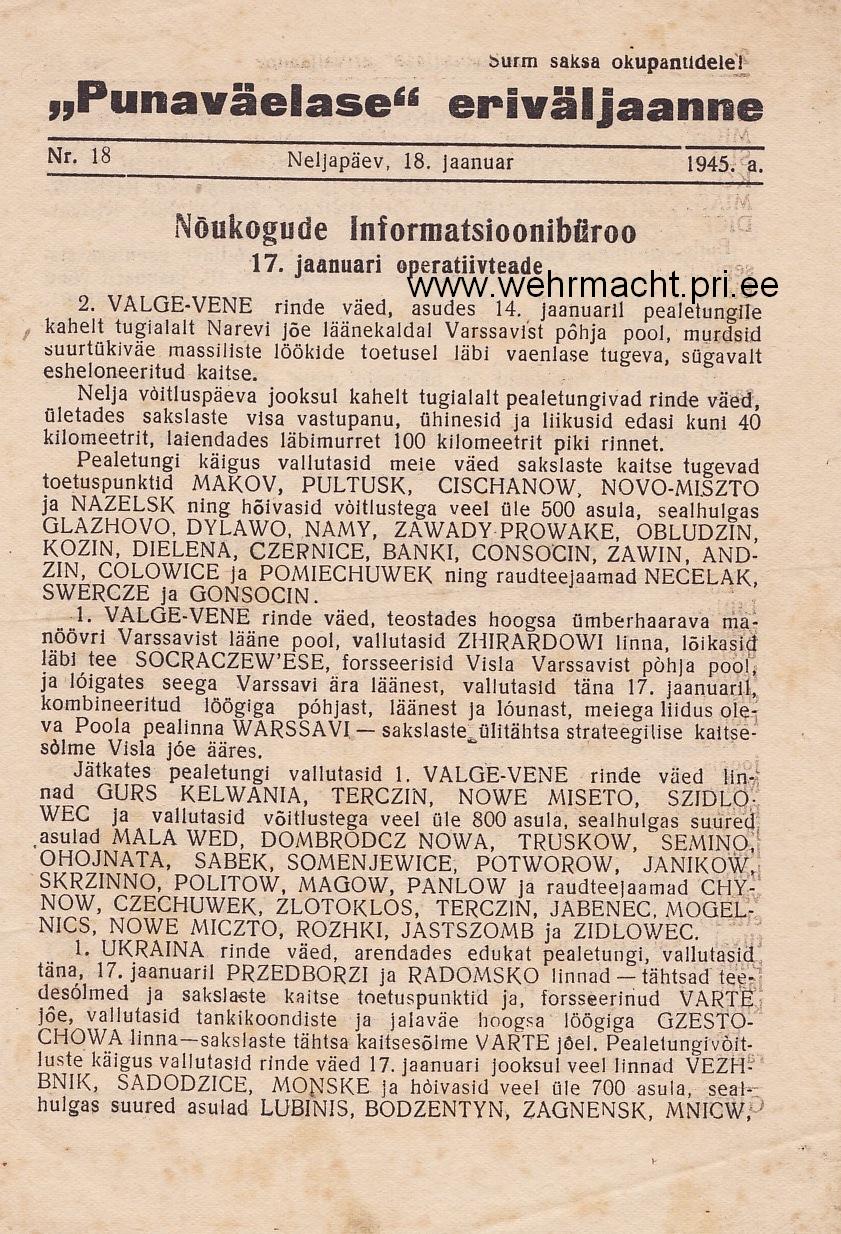 Surm saksa okupantidele!
„Punaväelase“ eriväljaanne
Nr. 18 Neljapäev, 18. jaanuar 1945. a.
Nõukogude Informatsioonibüroo
17. jaanuari operatiivteade
www.wehrmacht.pri.ee
2. VALGE-VENE rinde väed, asudes 14. jaanuaril pealetungile
kahelt tugialalt Narevi jõe läänekaldal Varssavist põhja pool, murdsid
suurtükiväe massiliste löökide toetusel läbi vaenlase tugeva, sügavalt
esheloneeritud kaitse.
Nelja võitluspäeva jooksul kahelt tugialalt pealetungivad rinde väed,
ületades sakslaste visa vastupanu, ühinesid ja liikusid edasi kuni 40
kilomeetrit, laiendades läbimurret 100 kilomeetrit piki rinnet.
Pealetungi käigus vallutasid meie väed sakslaste kaitse tugevad
toetuspunktid MAKOV, PULTUSK, CISCHANOW, NOVO-MISZTO
ja NAZELSK ning hõivasid võitlustega veel üle 500 asula, sealhulgas
GLAZHOVO, DYLAWO, NAMY, ZAWADY-PROWAKE, OBLUDZIN,
KOZIN, DIELENA, CZERNICE, BANKI, CONSOCIN, ZAWIN, AND-
ZIN, COLOWICE ja POMIECHUWEK ning raudteejaamad NECELAK,
SWERCZE ja GONSOCIN.
1. VALGE-VENE rinde väed, teostades hoogsa ümberhaarava ma-
nöövri Varssavist lääne pool, vallutasid ZHIRARDOWI linna, lõikasid
läbi tee SOCRACZEW'ESE, forsseerisid Visla Varssavist põhja pool,
ja lóigates seega Varssavi ära läänest, vallutasid täna 17. jaanuaril,
kombineeritud löögiga póhjast, läänest ja lóunast, meiega liidus ole-
va Poola pealinna WARSSAVI — sakslaste ülitähtsa strateegilise kaitse-
sõlme Visla jóe ääres.
Jätkates pealetungi vallutasid 1. VALGE-VENE rinde väed lin-
nad GURS KELWANIA, TERCZIN, NOWE MISETO, SZIDLO-
WEC ja vallutasid võitlustega veel üle 800 asula, sealhulgas suured
asulad MALA WED, DOMBRODCZ NOWA, TRUSKOW, SEMINO,
OHOJNATA, SABEK, SOMENJEWICE, POTWOROW, JANIKOW,
SKRZINNO, POLITOW, MAGOW, PANLOW ja raudteejaamad CHY-
NOW, CZECHUWEK, ZLOTOKLOS, TERCZIN, JABENEC, MOGEL-
NICS, NOWE MICZTO, ROZHKI, JASTSZOMB ja ZIDLOWEC.
1. UKRAINA rinde väed, arendades edukat pealetungi, vallutasid
täna, 17. jaanuaril PRZEDBORZI ja RADOMSKO linnad — tähtsad tee-
desólmed ja sakslaste kaitse toetuspunktid ja, forsseerinud VARTE
jõe, vallutasid tankikoondiste ja jalaväe hoogsa löögiga GZESTO-
CHOWA linna—sakslaste tähtsa kaitsesõlme VARTE jõel. Pealetungivõit-
luste käigus vallutasid rinde väed 17. jaanuari jooksul veel linnad VEZH-
BNIK, SADODZICE, MONSKE ja hõivasid veel üle 700 asula, seal-
hulgas suured asulad LUBINIS, BODZENTYN, ZAGNENSK, MNICW,